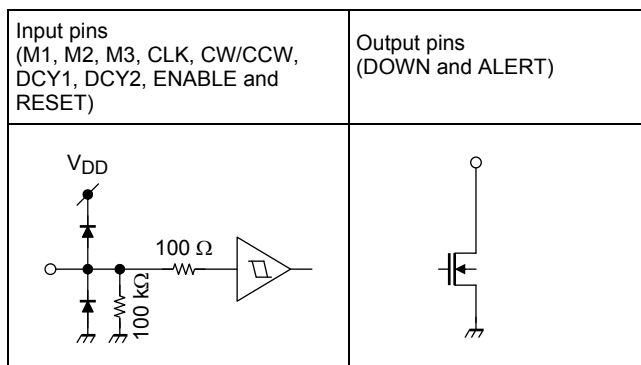 Input pins
(M1, M2, M3, CLK, CW/CCW,
DCY1, DCY2, ENABLE and
RESET)
Output pins
(DOWN and ALERT)
VDD
100 Ω
100 kΩ